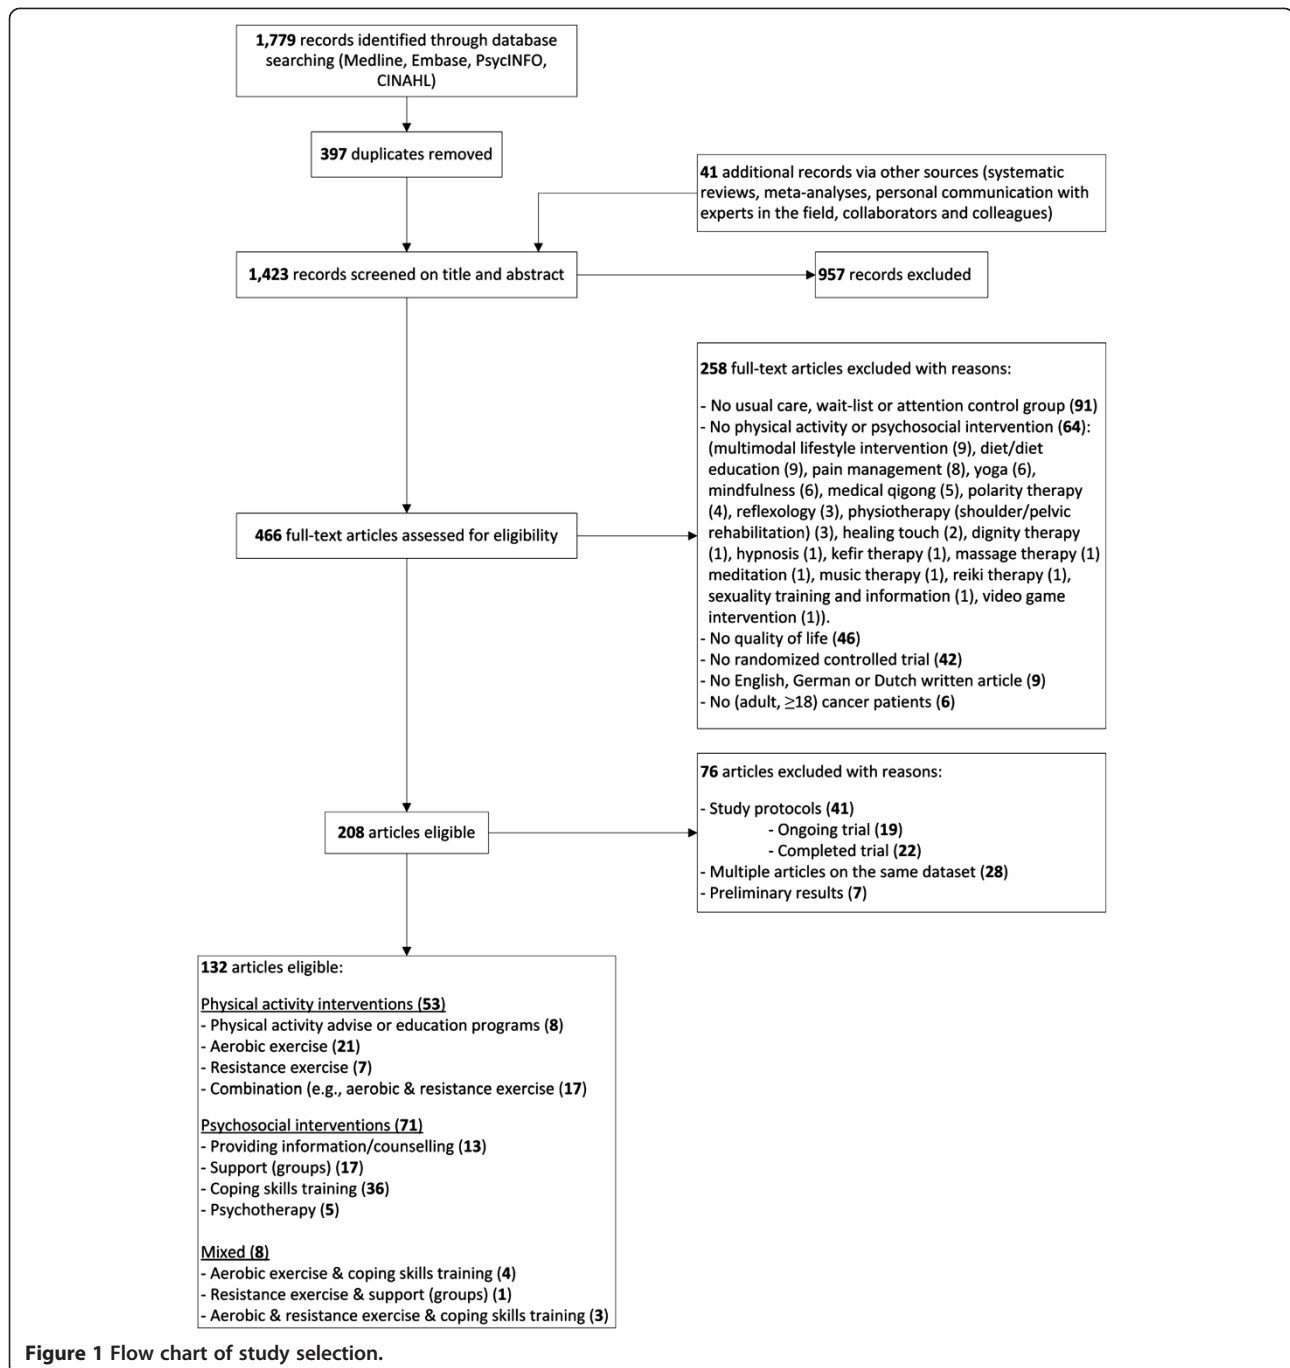 1,779 records identified through database
searching (Medline, Embase, PsycINFO,
CINAHL)
397 duplicates removed
41 additional records via other sources (systematic
reviews, meta-analyses, personal communication with
experts in the field, collaborators and colleagues)
1,423 records screened on title and abstract
957 records excluded
258 full-text articles excluded with reasons:
- No usual care, wait-list or attention control group (91)
- No physical activity or psychosocial intervention (64):
(multimodal lifestyle intervention (9), diet/diet
education (9), pain management (8), yoga (6),
mindfulness (6), medical qigong (5), polarity therapy
(4), reflexology (3), physiotherapy (shoulder/pelvic
rehabilitation) (3), healing touch (2), dignity therapy
(1), hypnosis (1), kefir therapy (1), massage therapy (1)
meditation (1), music therapy (1), reiki therapy (1),
sexuality training and information (1), video game
intervention (1)).
- No quality of life (46)
- No randomized controlled trial (42)
- No English, German or Dutch written article (9)
- No (adult, ≥18) cancer patients (6)
466 full-text articles assessed for eligibility
76 articles excluded with reasons:
- Study protocols (41)
- Ongoing trial (19)
- Completed trial (22)
- Multiple articles on the same dataset (28)
- Preliminary results (7)
208 articles eligible
132 articles eligible:
Physical activity interventions (53)
- Physical activity advise or education programs (8)
- Aerobic exercise (21)
- Resistance exercise (7)
- Combination (e.g., aerobic & resistance exercise (17)
Psychosocial interventions (71)
- Providing information/counselling (13)
- Support (groups) (17)
- Coping skills training (36)
- Psychotherapy (5)
Mixed (8)
- Aerobic exercise & coping skills training (4)
- Resistance exercise & support (groups) (1)
- Aerobic & resistance exercise & coping skills training (3)
Figure 1 Flow chart of study selection.